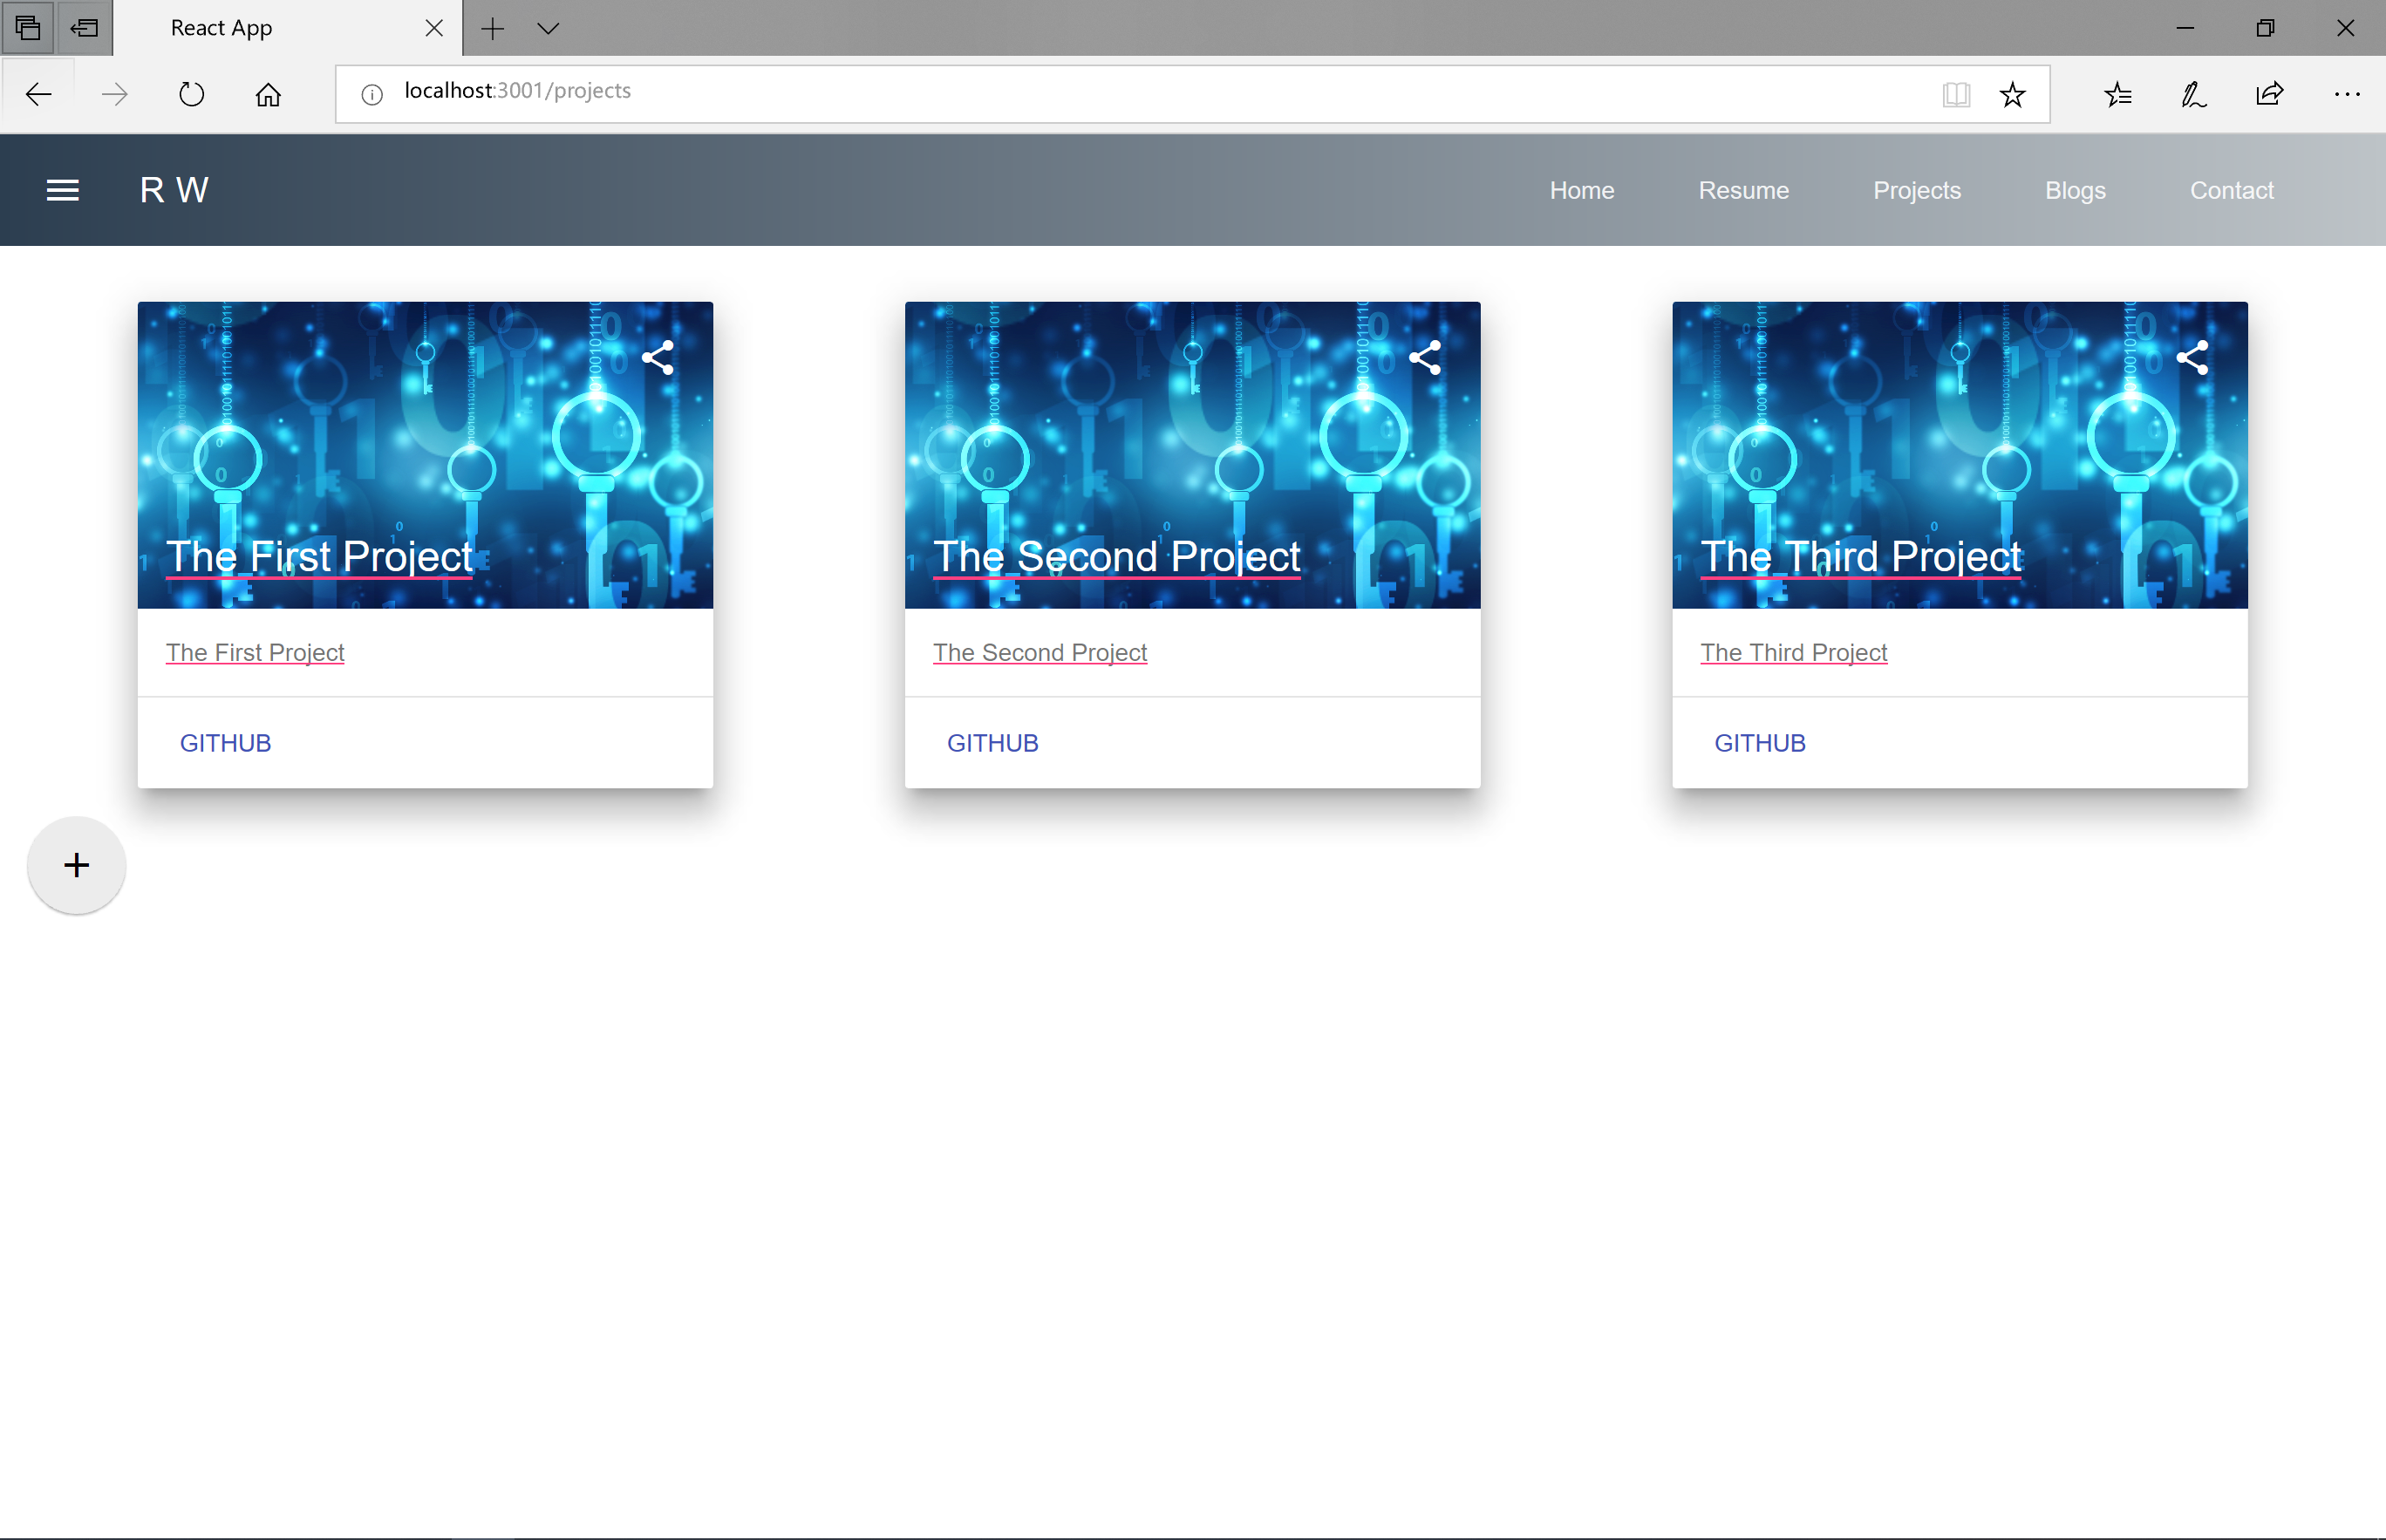 React App
localhost:3001/projects
R W
Home Resume Projects Blogs Contact
The First Project
The Second Project
The Third Project
The First Project
The Second Project
The Third Project
GITHUB
GITHUB
GITHUB